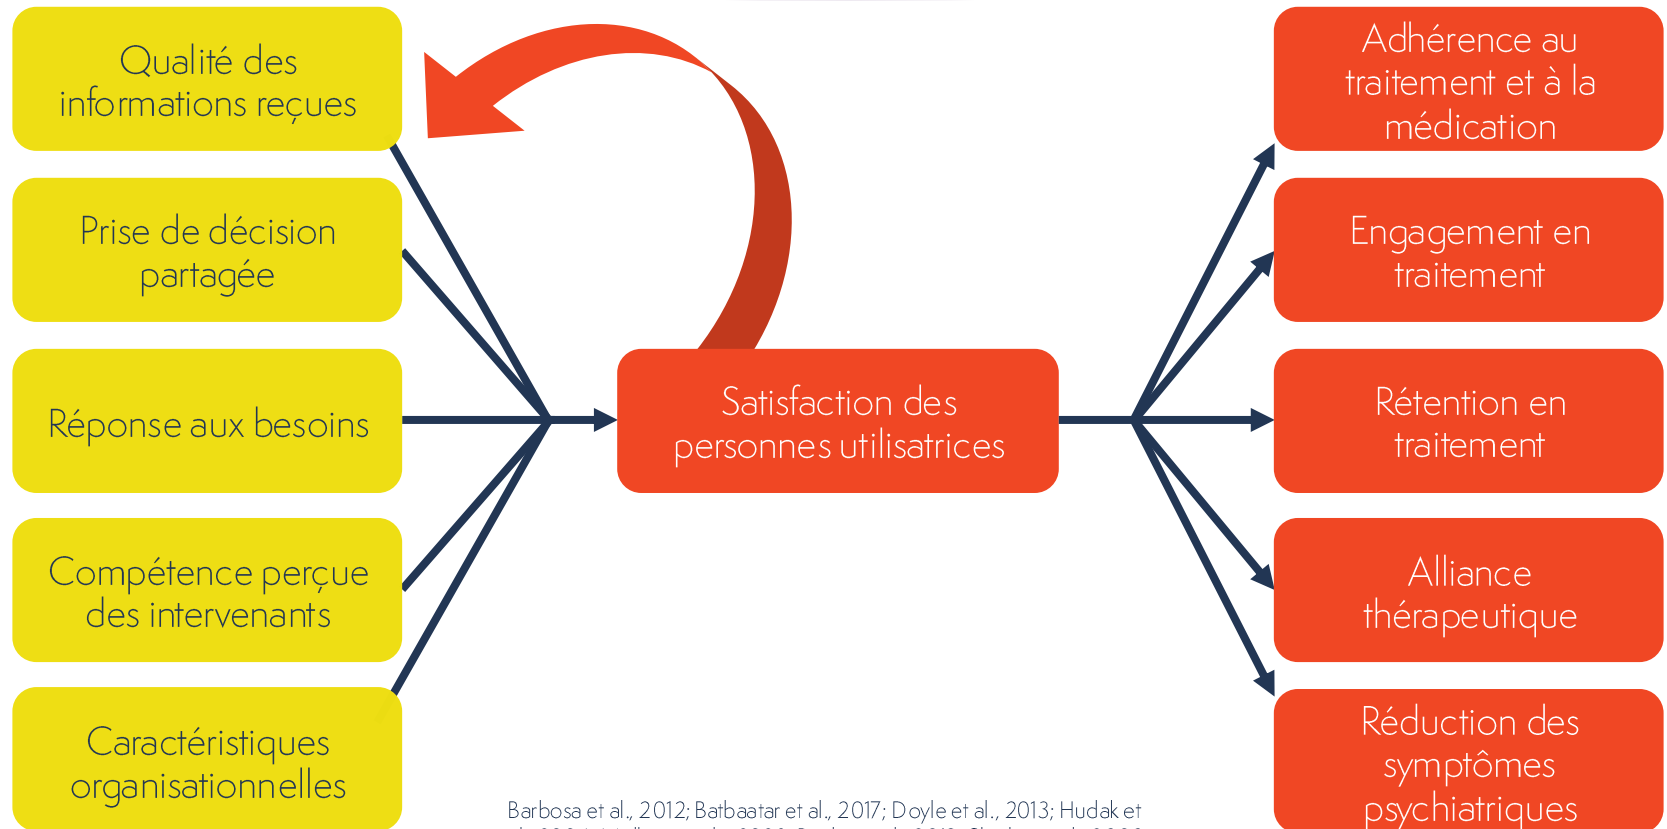 Qualité des
informations reçues
Prise de décision
partagée
Réponse aux besoins
Compétence perçue
des intervenants
Caractéristiques
organisationnelles
Satisfaction des
personnes utilisatrices
Adhérence au
traitement et à la
médication
Engagement en
traitement
Rétention en
traitement
Alliance
thérapeutique
Réduction des
symptômes
psychiatriques
Barbosa et al., 2012; Batbaatar et al., 2017; Doyle et al., 2013; Hudak et